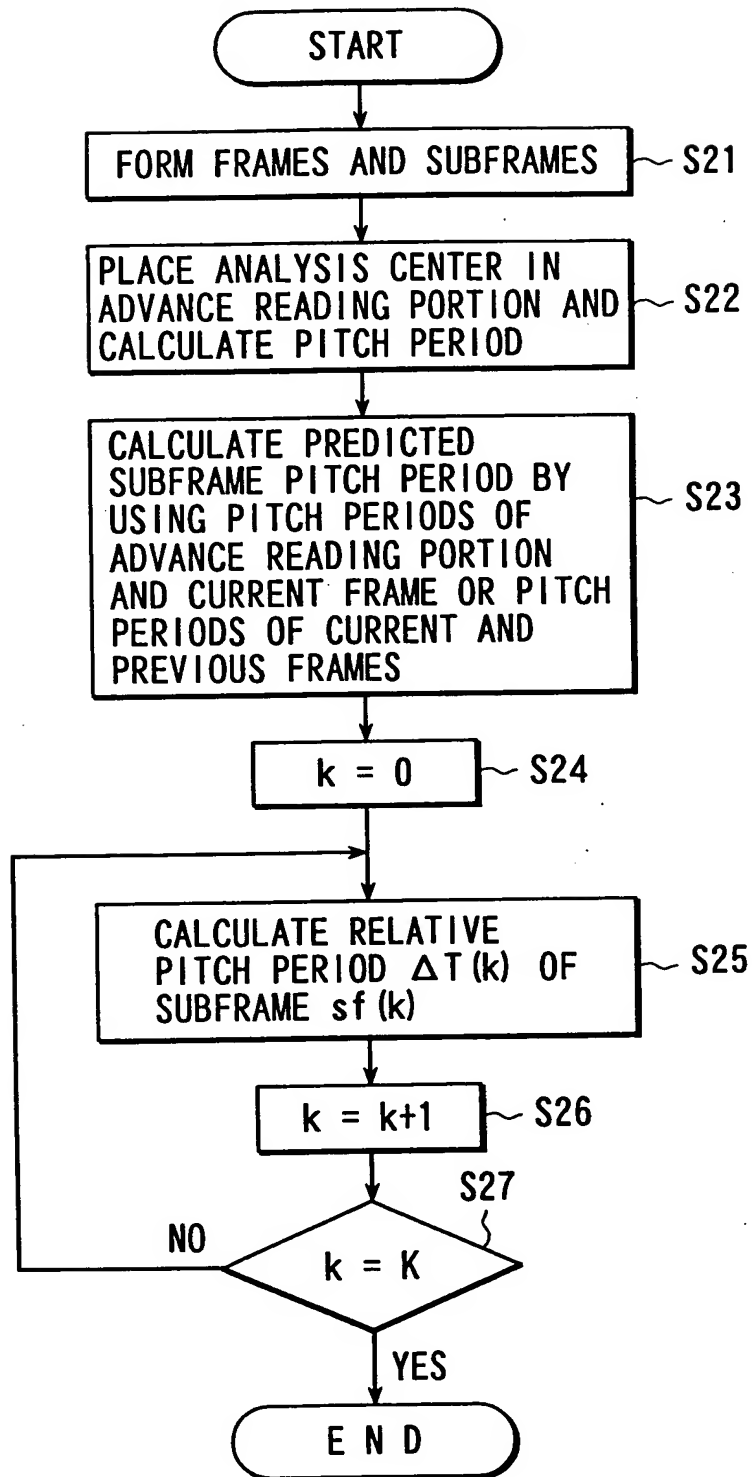 START
FORM FRAMES AND SUBFRAMES
S21
PLACE ANALYSIS CENTER IN
ADVANCE READING PORTION AND
CALCULATE PITCH PERIOD
S22
CALCULATE PREDICTED
SUBFRAME PITCH PERIOD BY
USING PITCH PERIODS OF
ADVANCE READING PORTION
AND CURRENT FRAME OR PITCH
PERIODS OF CURRENT AND
PREVIOUS FRAMES
S23
k = 0
S24
CALCULATE RELATIVE
PITCH PERIOD ΔT(k) OF
SUBFRAME sf(k)
S25
k = k+1
S26
S27
NO
k = K
YES
END